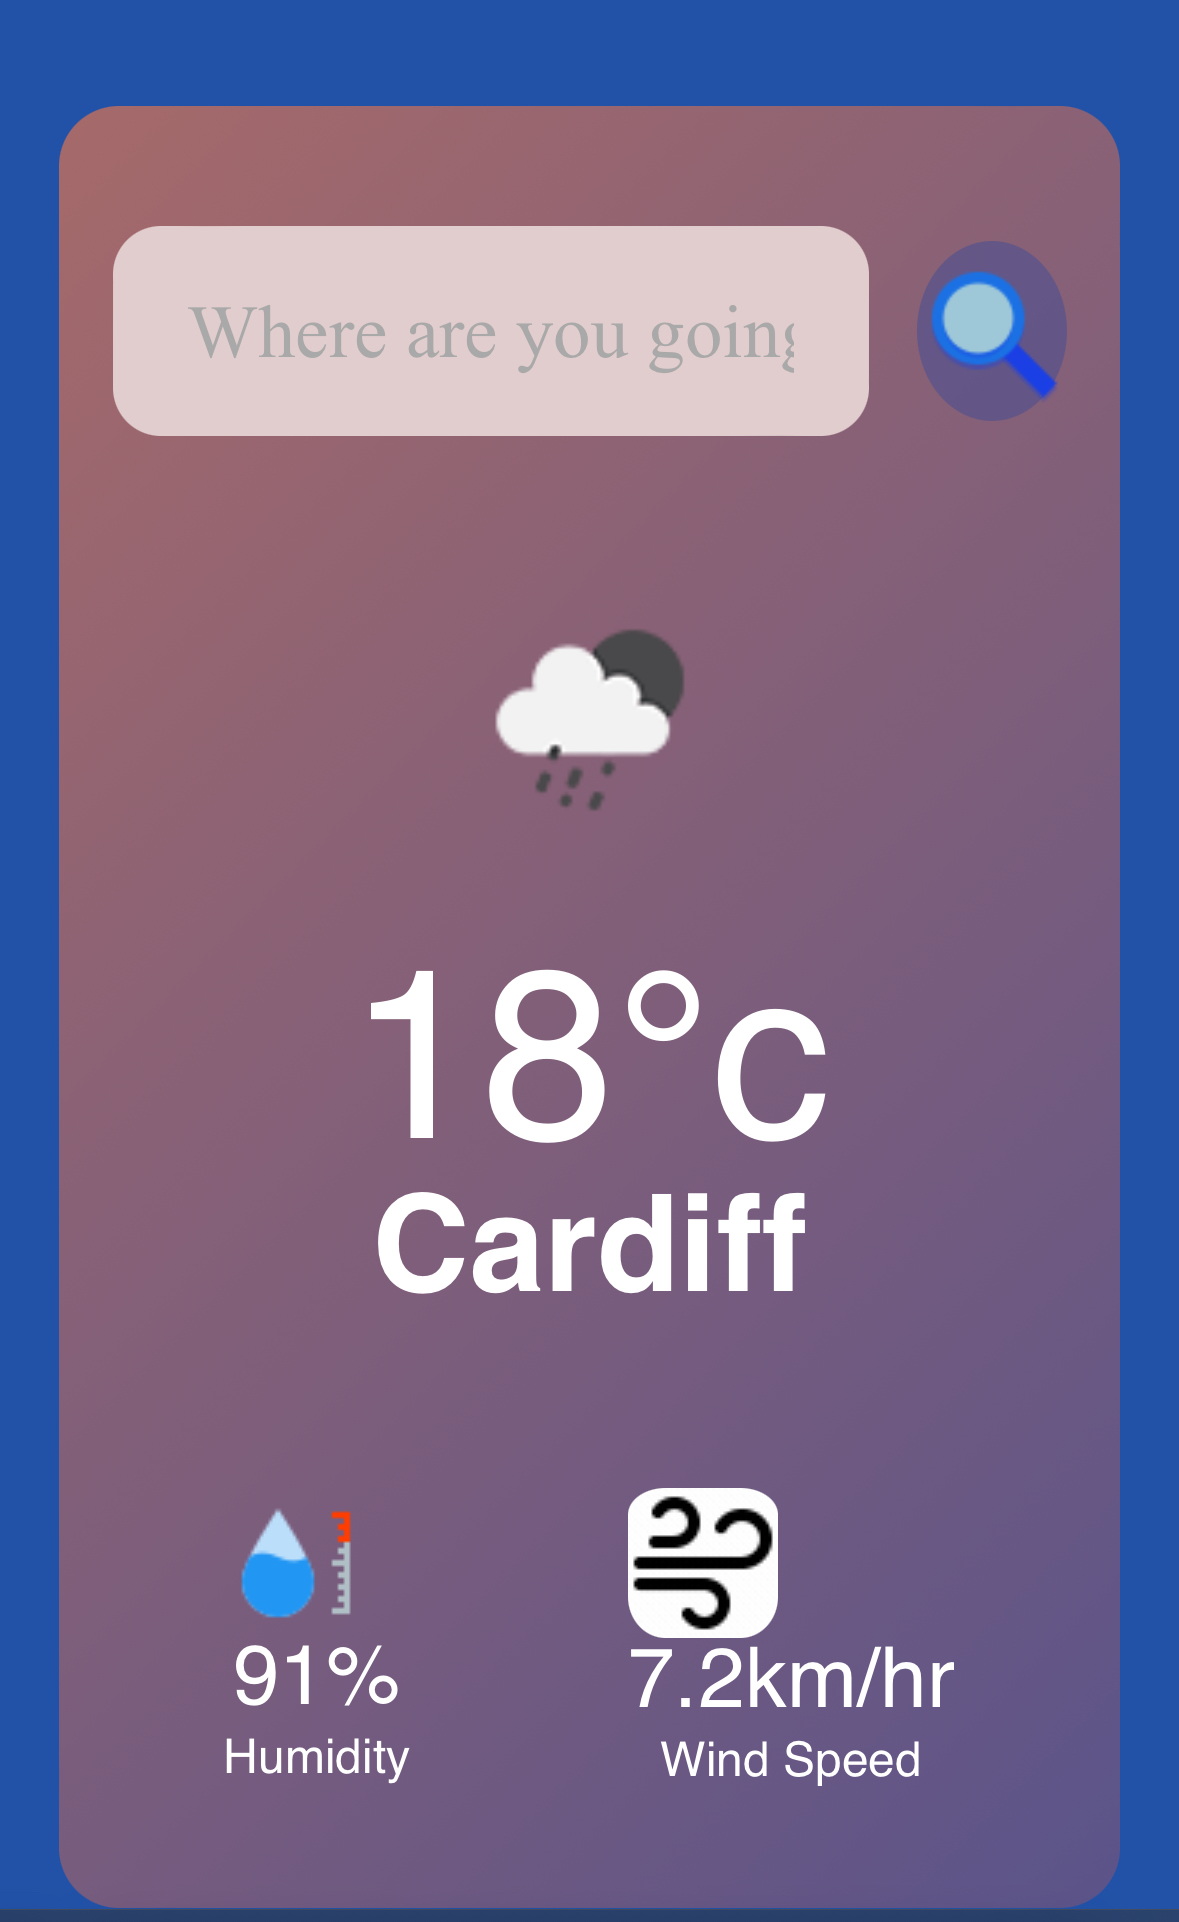 Where are you going
18°c
Cardiff
91%
Humidity
7.2km/hr
Wind Speed